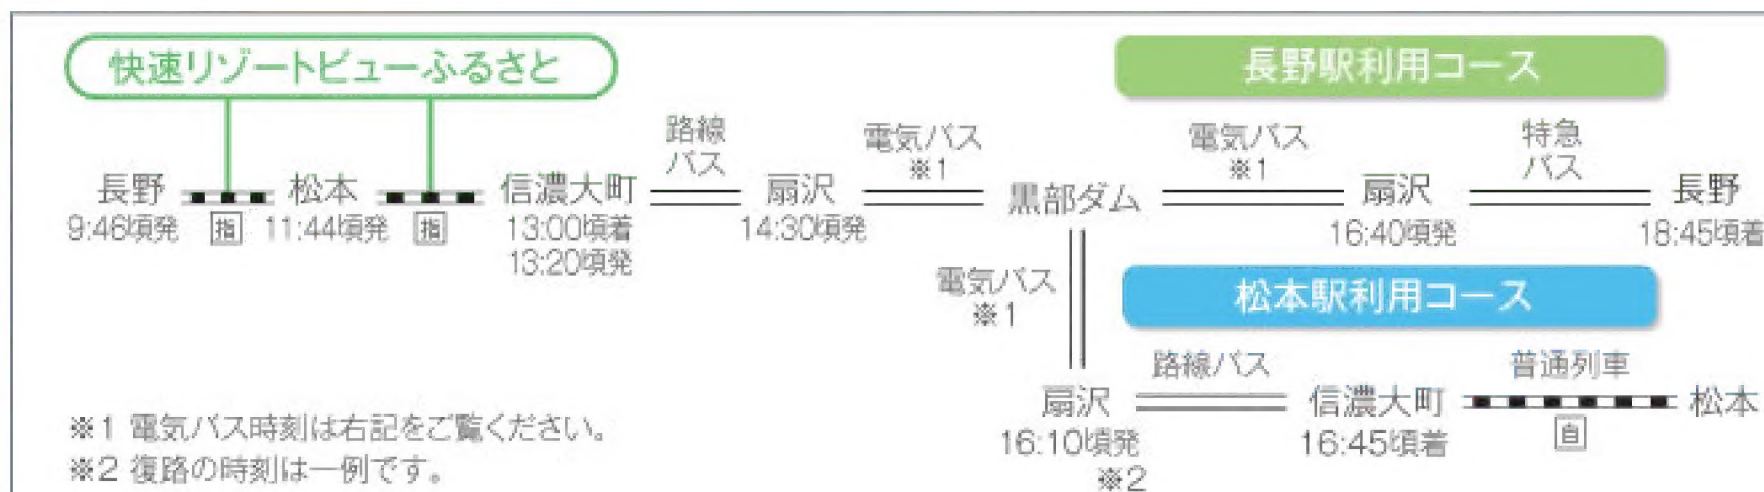 快速リゾートビューふるさと
長野駅利用コース
路線
バス
電気バス
※1
電気バス
※1
特急
バス
長野 松本 信濃大町 扇沢 黒部ダム 扇沢 長野
9:46頃発 指 11:44頃発 指 13:00頃着 14:30頃発 16:40頃発 18:45頃着
13:20頃発
電気バス
※1
松本駅利用コース
路線バス 普通列車
扇沢 信濃大町 松本
16:10頃発 16:45頃着 自
※2
※1 電気バス時刻は右記をご覧ください。
※2 復路の時刻は一例です。